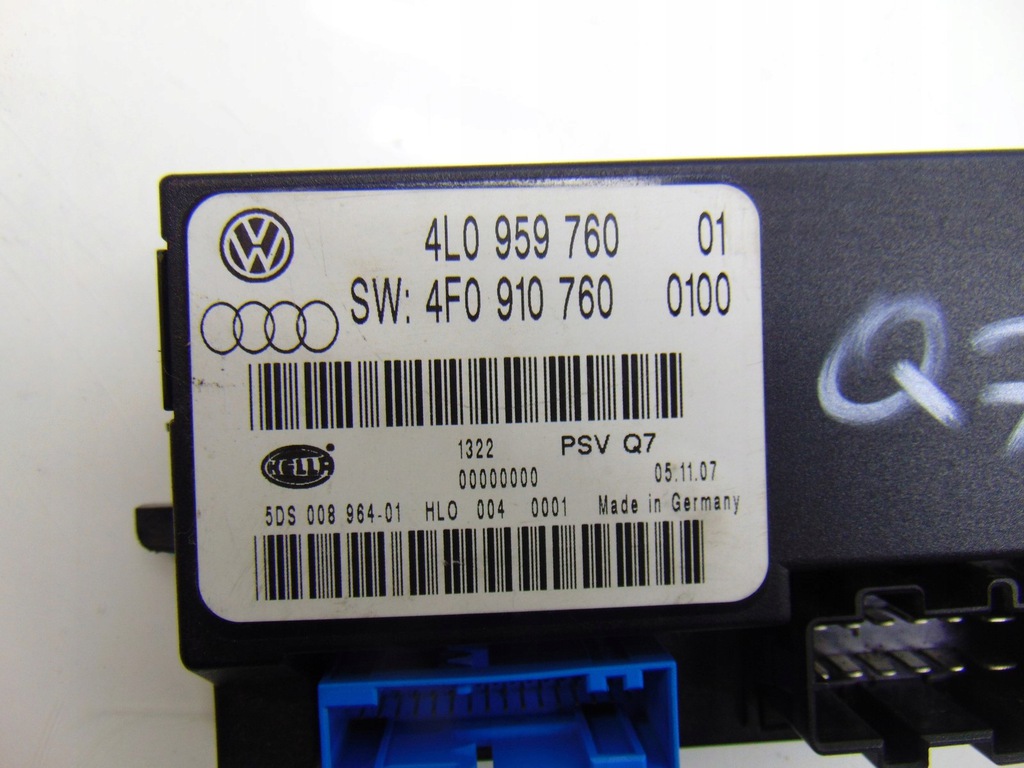 4L0 959 760 01
SW: 4F0 910 760 0100
1322 PSV Q7
00000000 05.11.07
HELLA
5DS 008 964-01 HLO 004 0001 Made in Germany
Q7